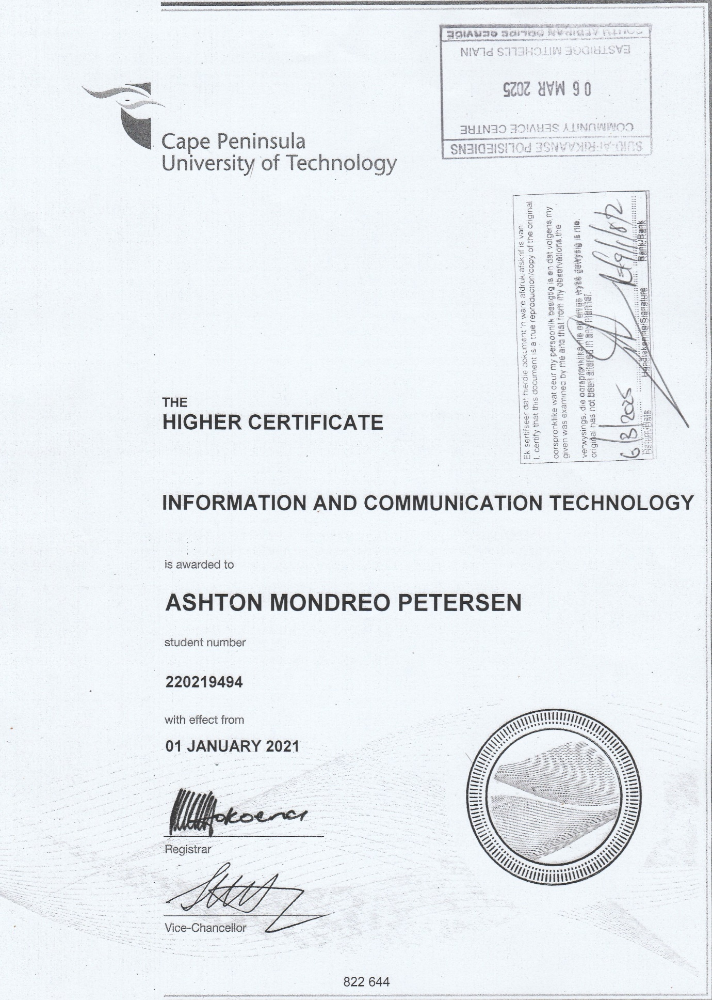 SOUTH AFRICAN POLICE SERVICE
EASTRIDGE MITCHELLS PLAIN
06 MAR 2025
COMMUNITY SERVICE CENTRE
SUID-AFRIKAANSE POLISIEDIENS
Cape Peninsula
University of Technology
Ek sertifseer dat hierdie dokument 'n ware afdruk/afskrif is van
I, certify that this document is a true reproduction/copy of the original
oorspronklike wat deur my persoonlik besigtig is en dat volgens my
given was examined by me and that from my observations, the
verwysings, die oorspronklike nie op enige wyse gewysig is nie.
original has not been altered in any manner.
6/3/2025
Datum/Date Handtekening/Signature Rank/Rank
THE
HIGHER CERTIFICATE
INFORMATION AND COMMUNICATION TECHNOLOGY
is awarded to
ASHTON MONDREO PETERSEN
student number
220219494
with effect from
01 JANUARY 2021
Registrar
Vice-Chancellor
822 644